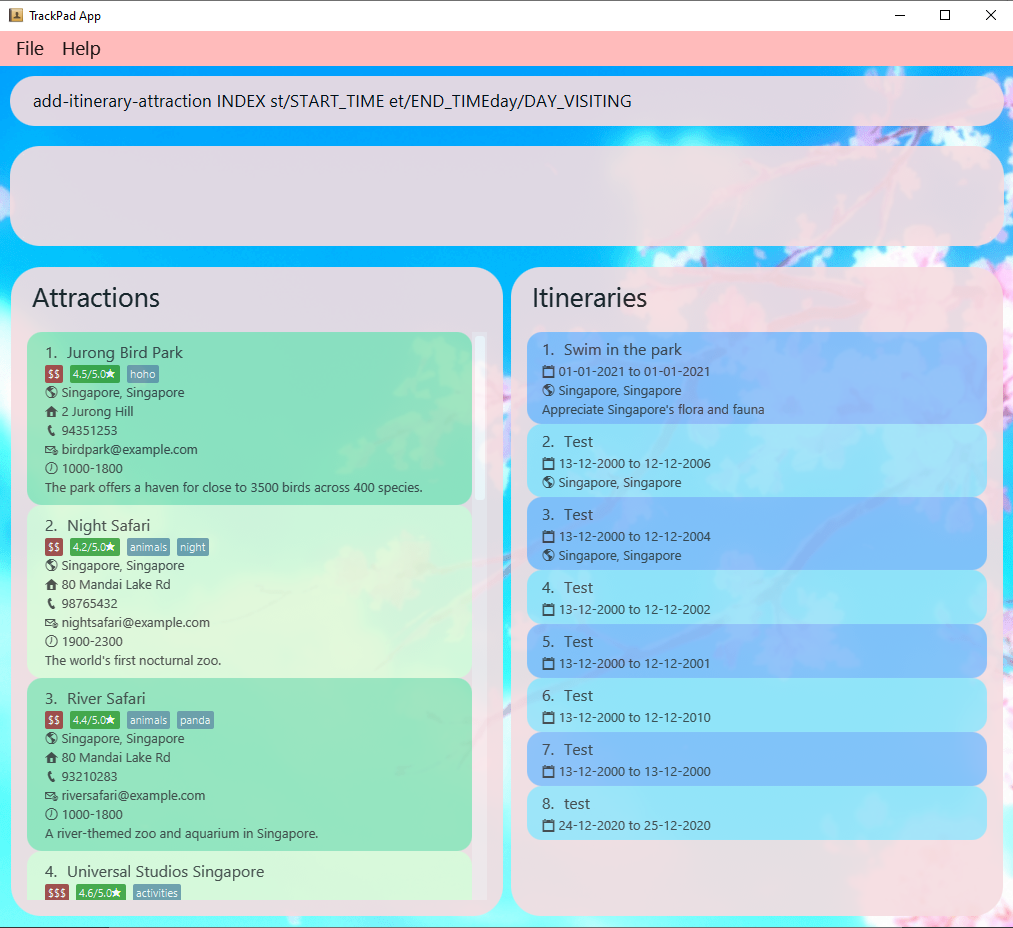 TrackPad App
File Help
add-itinerary-attraction INDEX st/START_TIME et/END_TIMEday/DAY_VISITING
Attractions
1. Jurong Bird Park
$$ 4.5/5.0★ hoho
Singapore, Singapore
2 Jurong Hill
94351253
birdpark@example.com
1000-1800
The park offers a haven for close to 3500 birds across 400 species.
2. Night Safari
$$ 4.2/5.0★ animals night
Singapore, Singapore
80 Mandai Lake Rd
98765432
nightsafari@example.com
1900-2300
The world's first nocturnal zoo.
3. River Safari
$$ 4.4/5.0★ animals panda
Singapore, Singapore
80 Mandai Lake Rd
93210283
riversafari@example.com
1000-1800
A river-themed zoo and aquarium in Singapore.
4. Universal Studios Singapore
$$$ 4.6/5.0★ activities
Itineraries
1. Swim in the park
01-01-2021 to 01-01-2021
Singapore, Singapore
Appreciate Singapore's flora and fauna
2. Test
13-12-2000 to 12-12-2006
Singapore, Singapore
3. Test
13-12-2000 to 12-12-2004
Singapore, Singapore
4. Test
13-12-2000 to 12-12-2002
5. Test
13-12-2000 to 12-12-2001
6. Test
13-12-2000 to 12-12-2010
7. Test
13-12-2000 to 13-12-2000
8. test
24-12-2020 to 25-12-2020